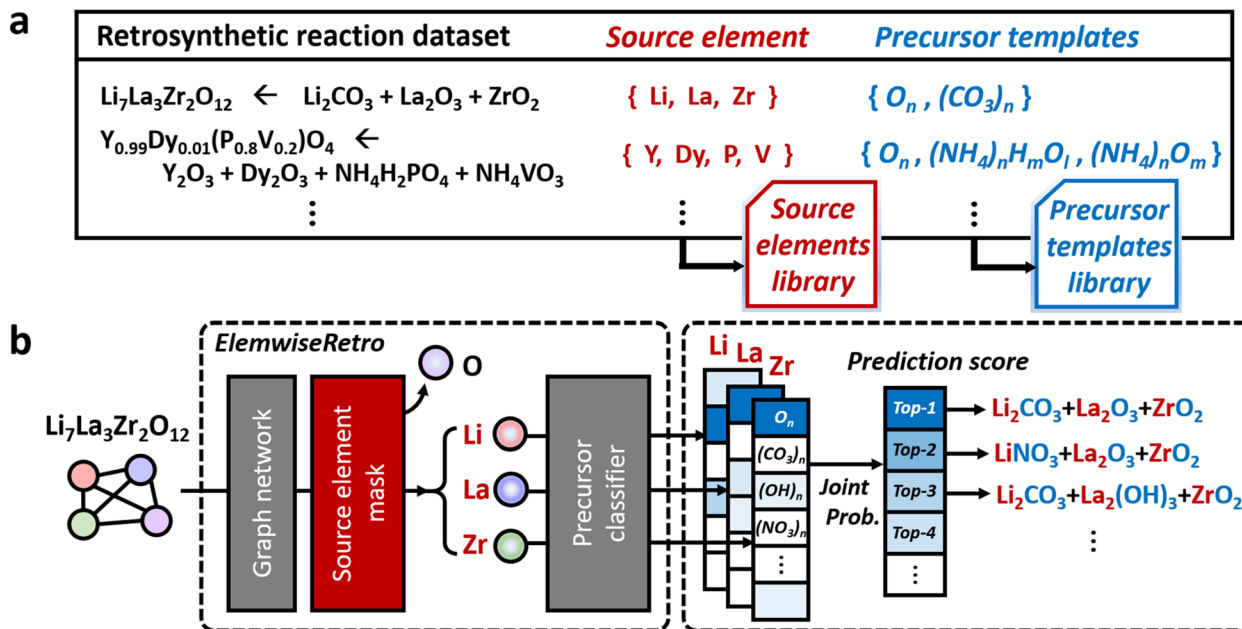 a
Retrosynthetic reaction dataset Source element Precursor templates
Li₇La₃Zr₂O₁₂ ← Li₂CO₃ + La₂O₃ + ZrO₂ { Li, La, Zr } { Oₙ , (CO₃)ₙ }
Y₀.₉₉Dy₀.₀₁(P₀.₈V₀.₂)O₄ ←
Y₂O₃ + Dy₂O₃ + NH₄H₂PO₄ + NH₄VO₃ { Y, Dy, P, V } { Oₙ , (NH₄)ₙHₘOₗ , (NH₄)ₙOₘ }
⋮ ⋮ ⋮
Source
elements
library
Precursor
templates
library
b
ElemwiseRetro
Li₇La₃Zr₂O₁₂
Graph network
Source element
mask
O
Li
La
Zr
Precursor
classifier
Li
La
Zr
Oₙ
(CO₃)ₙ
(OH)ₙ
(NO₃)ₙ
⋮
Joint
Prob.
Prediction score
Top-1 Li₂CO₃+La₂O₃+ZrO₂
Top-2 LiNO₃+La₂O₃+ZrO₂
Top-3 Li₂CO₃+La₂(OH)₃+ZrO₂
Top-4
⋮ ⋮